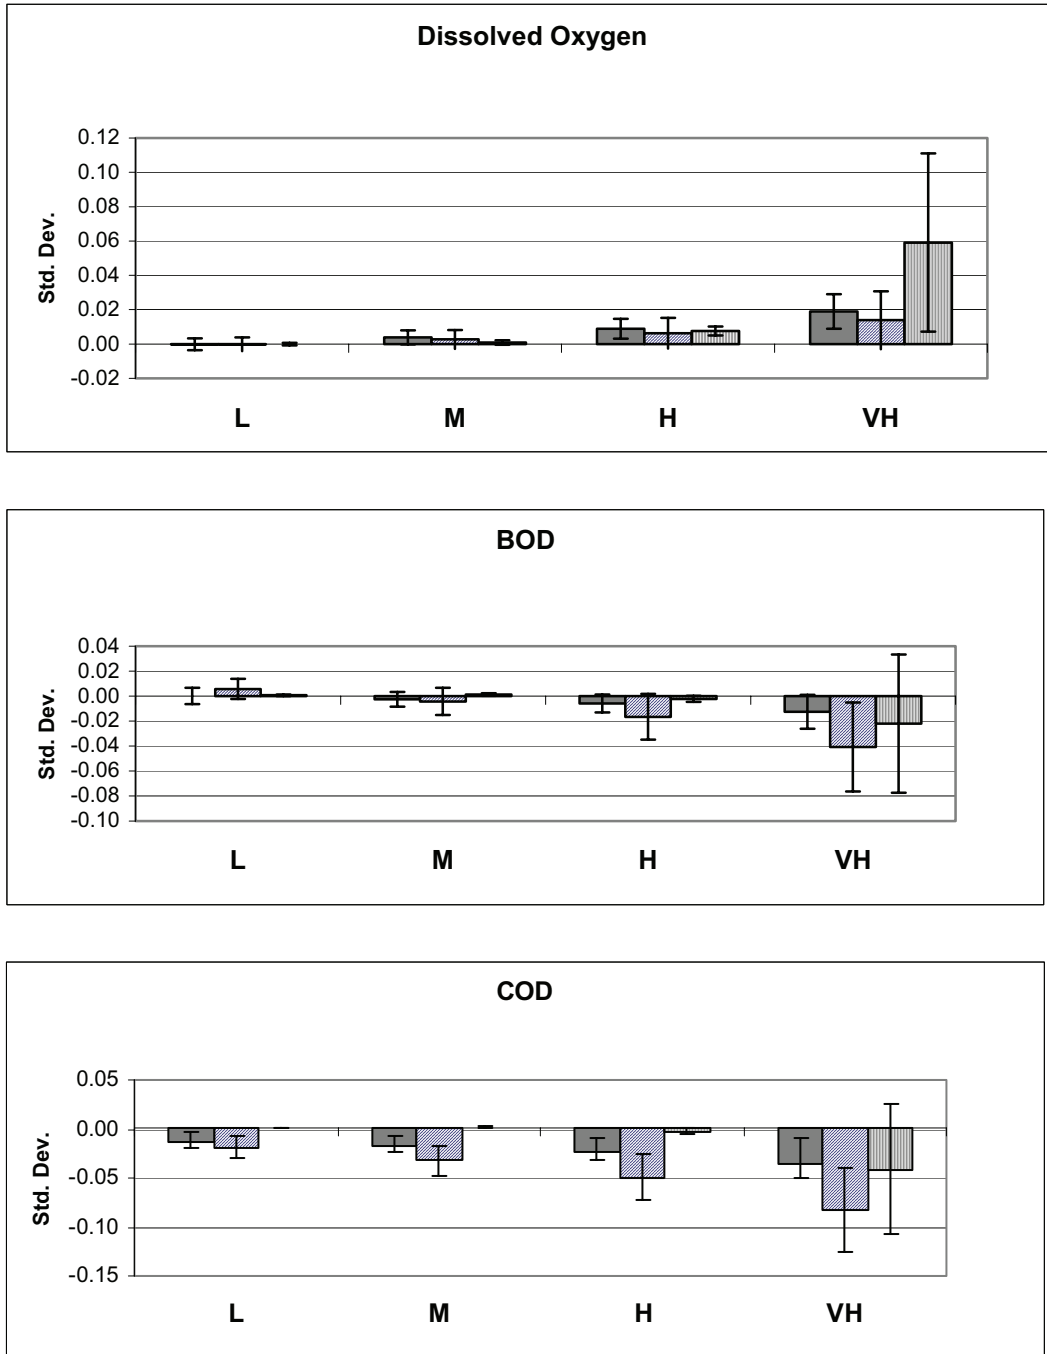 Dissolved Oxygen
0.12
0.10
0.08
0.06
0.04
0.02
0.00
-0.02
Std. Dev.
L M H VH
BOD
0.04
0.02
0.00
-0.02
-0.04
-0.06
-0.08
-0.10
Std. Dev.
L M H VH
COD
0.05
0.00
-0.05
-0.10
-0.15
Std. Dev.
L M H VH